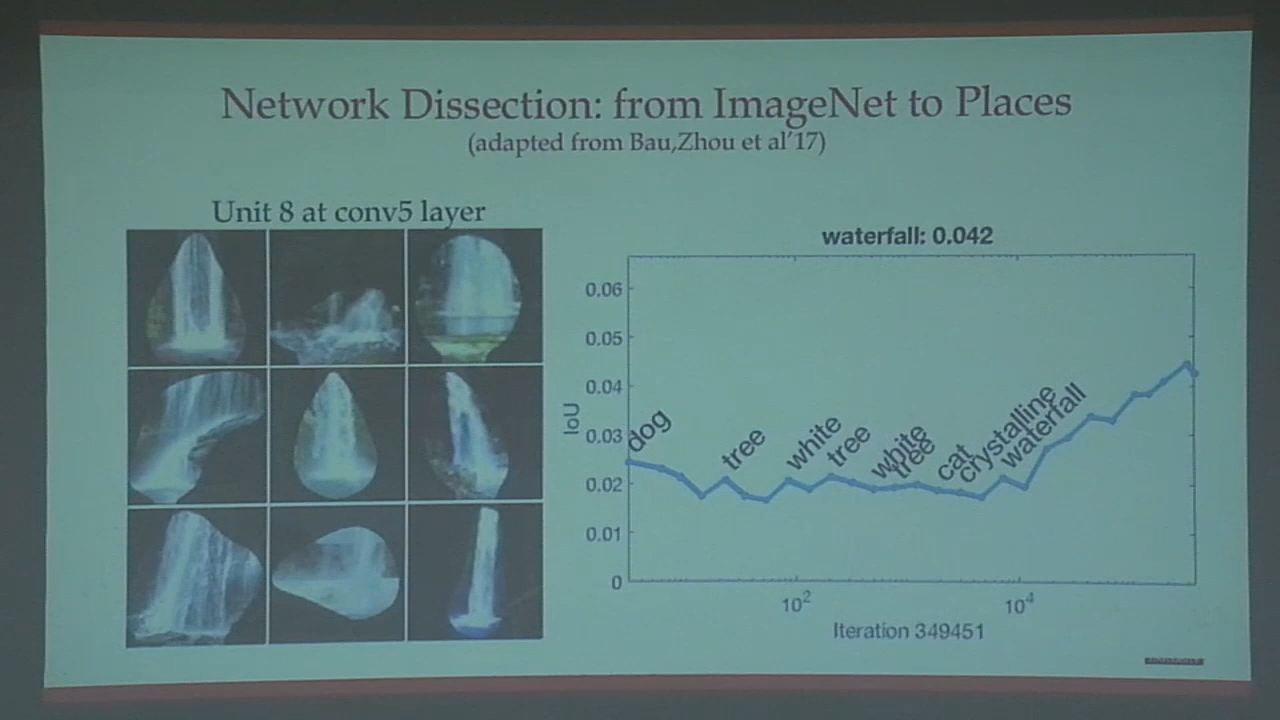 Network Dissection: from ImageNet to Places
(adapted from Bau,Zhou et al'17)
Unit 8 at conv5 layer
waterfall: 0.042
0.06
0.05
0.04
0.03
0.02
0.01
0
IoU
dog
tree
white
tree
white
tree
cat
crystalline
waterfall
10²
10⁴
Iteration 349451